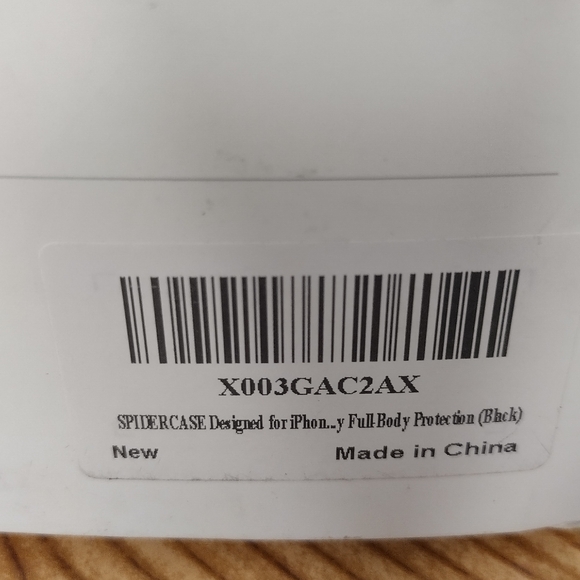 X003GAC2AX
SPIDERCASE Designed for iPhon...y Full-Body Protection (Black)
New
Made in China